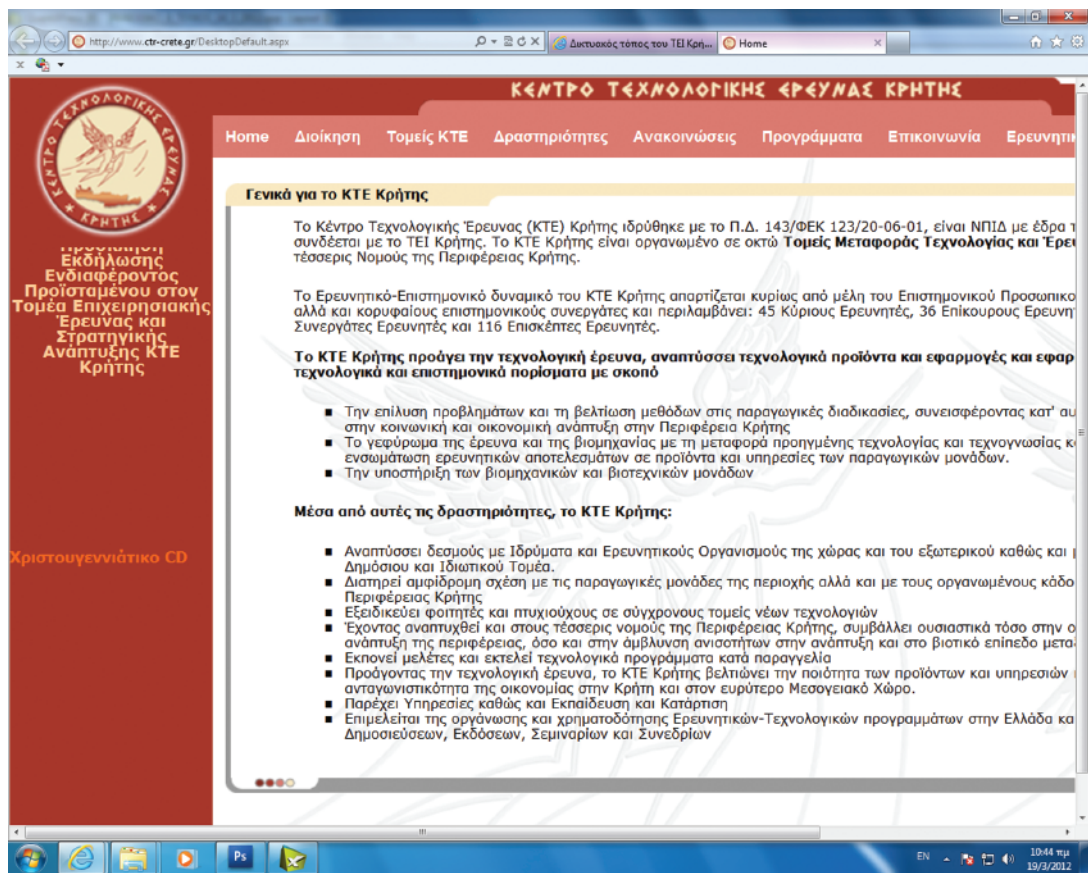 http://www.ctr-crete.gr/DesktopDefault.aspx
Δικτυακός τόπος του ΤΕΙ Κρή...
Home
ΚΕΝΤΡΟ ΤΕΧΝΟΛΟΓΙΚΗΣ ΕΡΕΥΝΑΣ ΚΡΗΤΗΣ
ΚΕΝΤΡΟ ΤΕΧΝΟΛΟΓΙΚΗΣ ΕΡΕΥΝΑΣ
ΚΡΗΤΗΣ
Home Διοίκηση Τομείς ΚΤΕ Δραστηριότητες Ανακοινώσεις Προγράμματα Επικοινωνία
Εκδήλωσης
Ενδιαφέροντος
Προϊσταμένου στον
Τομέα Επιχειρησιακής
Έρευνας και
Στρατηγικής
Ανάπτυξης ΚΤΕ
Κρήτης
Χριστουγεννιάτικο CD
Γενικά για το ΚΤΕ Κρήτης
Το Κέντρο Τεχνολογικής Έρευνας (ΚΤΕ) Κρήτης ιδρύθηκε με το Π.Δ. 143/ΦΕΚ 123/20-06-01, είναι ΝΠΙΔ με έδρα
συνδέεται με το ΤΕΙ Κρήτης. Το ΚΤΕ Κρήτης είναι οργανωμένο σε οκτώ Τομείς Μεταφοράς Τεχνολογίας και
τέσσερις Νομούς της Περιφέρειας Κρήτης.
Το Ερευνητικό-Επιστημονικό δυναμικό του ΚΤΕ Κρήτης απαρτίζεται κυρίως από μέλη του Επιστημονικού
αλλά και κορυφαίους επιστημονικούς συνεργάτες και περιλαμβάνει: 45 Κύριους Ερευνητές, 36 Επίκουρους
Συνεργάτες Ερευνητές και 116 Επισκέπτες Ερευνητές.
Το ΚΤΕ Κρήτης προάγει την τεχνολογική έρευνα, αναπτύσσει τεχνολογικά προϊόντα και εφαρμογές και
τεχνολογικά και επιστημονικά πορίσματα με σκοπό
Την επίλυση προβλημάτων και τη βελτίωση μεθόδων στις παραγωγικές διαδικασίες, συνεισφέροντας κατ'
στην κοινωνική και οικονομική ανάπτυξη στην Περιφέρεια Κρήτης
Το γεφύρωμα της έρευνα και της βιομηχανίας με τη μεταφορά προηγμένης τεχνολογίας και τεχνογνωσίας
ενσωμάτωση ερευνητικών αποτελεσμάτων σε προϊόντα και υπηρεσίες των παραγωγικών μονάδων.
Την υποστήριξη των βιομηχανικών και βιοτεχνικών μονάδων
Μέσα από αυτές τις δραστηριότητες, το ΚΤΕ Κρήτης:
Αναπτύσσει δεσμούς με Ιδρύματα και Ερευνητικούς Οργανισμούς της χώρας και του εξωτερικού καθώς και
Δημόσιου και Ιδιωτικού Τομέα.
Διατηρεί αμφίδρομη σχέση με τις παραγωγικές μονάδες της περιοχής αλλά και με τους οργανωμένους
Περιφέρειας Κρήτης
Εξειδικεύει φοιτητές και πτυχιούχους σε σύγχρονους τομείς νέων τεχνολογιών
Έχοντας αναπτυχθεί και στους τέσσερις νομούς της Περιφέρειας Κρήτης, συμβάλλει ουσιαστικά τόσο στην
ανάπτυξη της περιφέρειας, όσο και στην άμβλυνση ανισοτήτων στην ανάπτυξη και στο βιοτικό επίπεδο
Εκπονεί μελέτες και εκτελεί τεχνολογικά προγράμματα κατά παραγγελία
Προάγοντας την τεχνολογική έρευνα, το ΚΤΕ Κρήτης βελτιώνει την ποιότητα των προϊόντων και υπηρεσιών
ανταγωνιστικότητα της οικονομίας στην Κρήτη και στον ευρύτερο Μεσογειακό Χώρο.
Παρέχει Υπηρεσίες καθώς και Εκπαίδευση και Κατάρτιση
Επιμελείται της οργάνωσης και χρηματοδότησης Ερευνητικών-Τεχνολογικών προγραμμάτων στην Ελλάδα
Δημοσιεύσεων, Εκδόσεων, Σεμιναρίων και Συνεδρίων
Ps
EN
10:44 πμ
19/3/2012